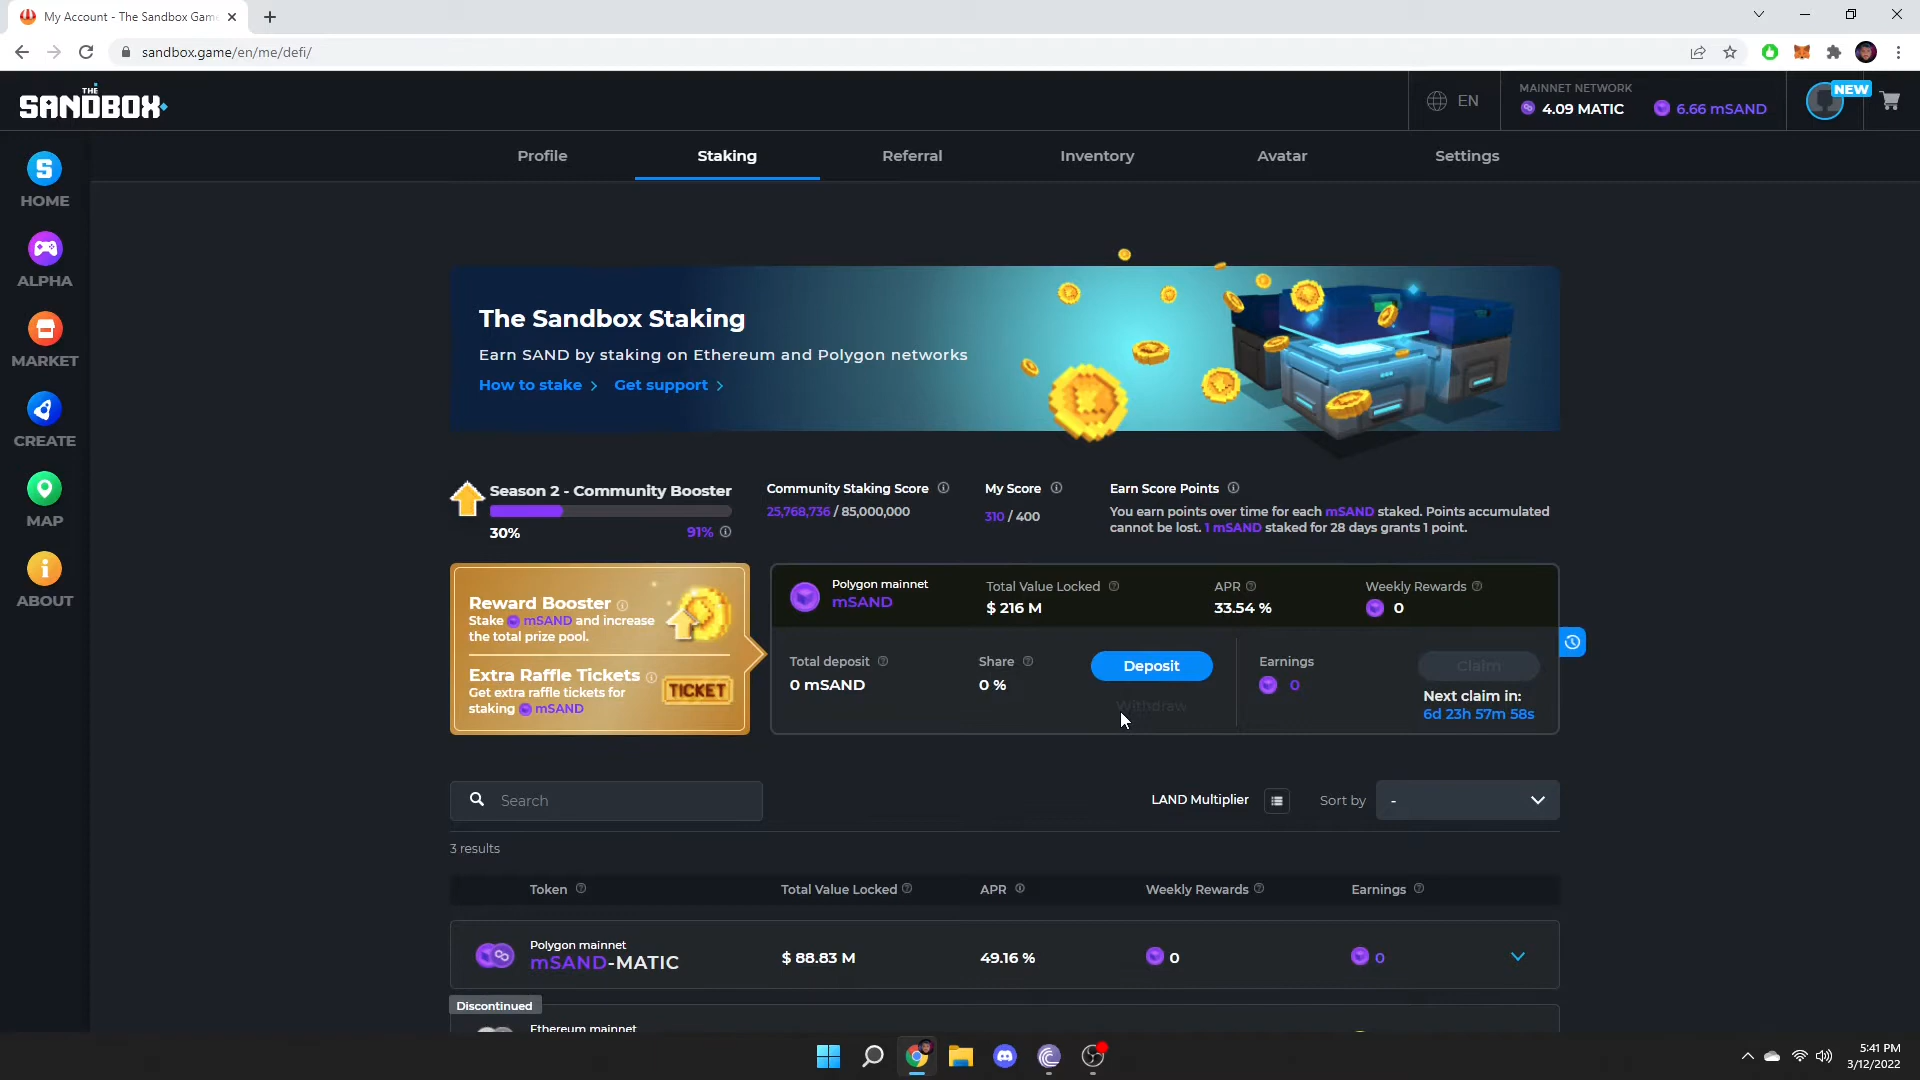 My Account - The Sandbox Game
sandbox.game/en/me/defi/
THE
SANDBOX
EN
MAINNET NETWORK
4.09 MATIC
6.66 mSAND
NEW
Profile
Staking
Referral
Inventory
Avatar
Settings
HOME
ALPHA
MARKET
CREATE
MAP
ABOUT
The Sandbox Staking
Earn SAND by staking on Ethereum and Polygon networks
How to stake >
Get support >
Season 2 - Community Booster
30%
91%
Community Staking Score
25,768,736 / 85,000,000
My Score
310 / 400
Earn Score Points
You earn points over time for each mSAND staked. Points accumulated
cannot be lost. 1 mSAND staked for 28 days grants 1 point.
Reward Booster
Stake mSAND and increase
the total prize pool.
Extra Raffle Tickets
Get extra raffle tickets for
staking mSAND
TICKET
Polygon mainnet
mSAND
Total Value Locked
$ 216 M
APR
33.54 %
Weekly Rewards
0
Total deposit
0 mSAND
Share
0 %
Deposit
Withdraw
Earnings
0
Claim
Next claim in:
6d 23h 57m 58s
Search
LAND Multiplier
Sort by
-
3 results
Token
Total Value Locked
APR
Weekly Rewards
Earnings
Polygon mainnet
mSAND-MATIC
$ 88.83 M
49.16 %
0
0
Discontinued
Ethereum mainnet
5:41 PM
3/12/2022